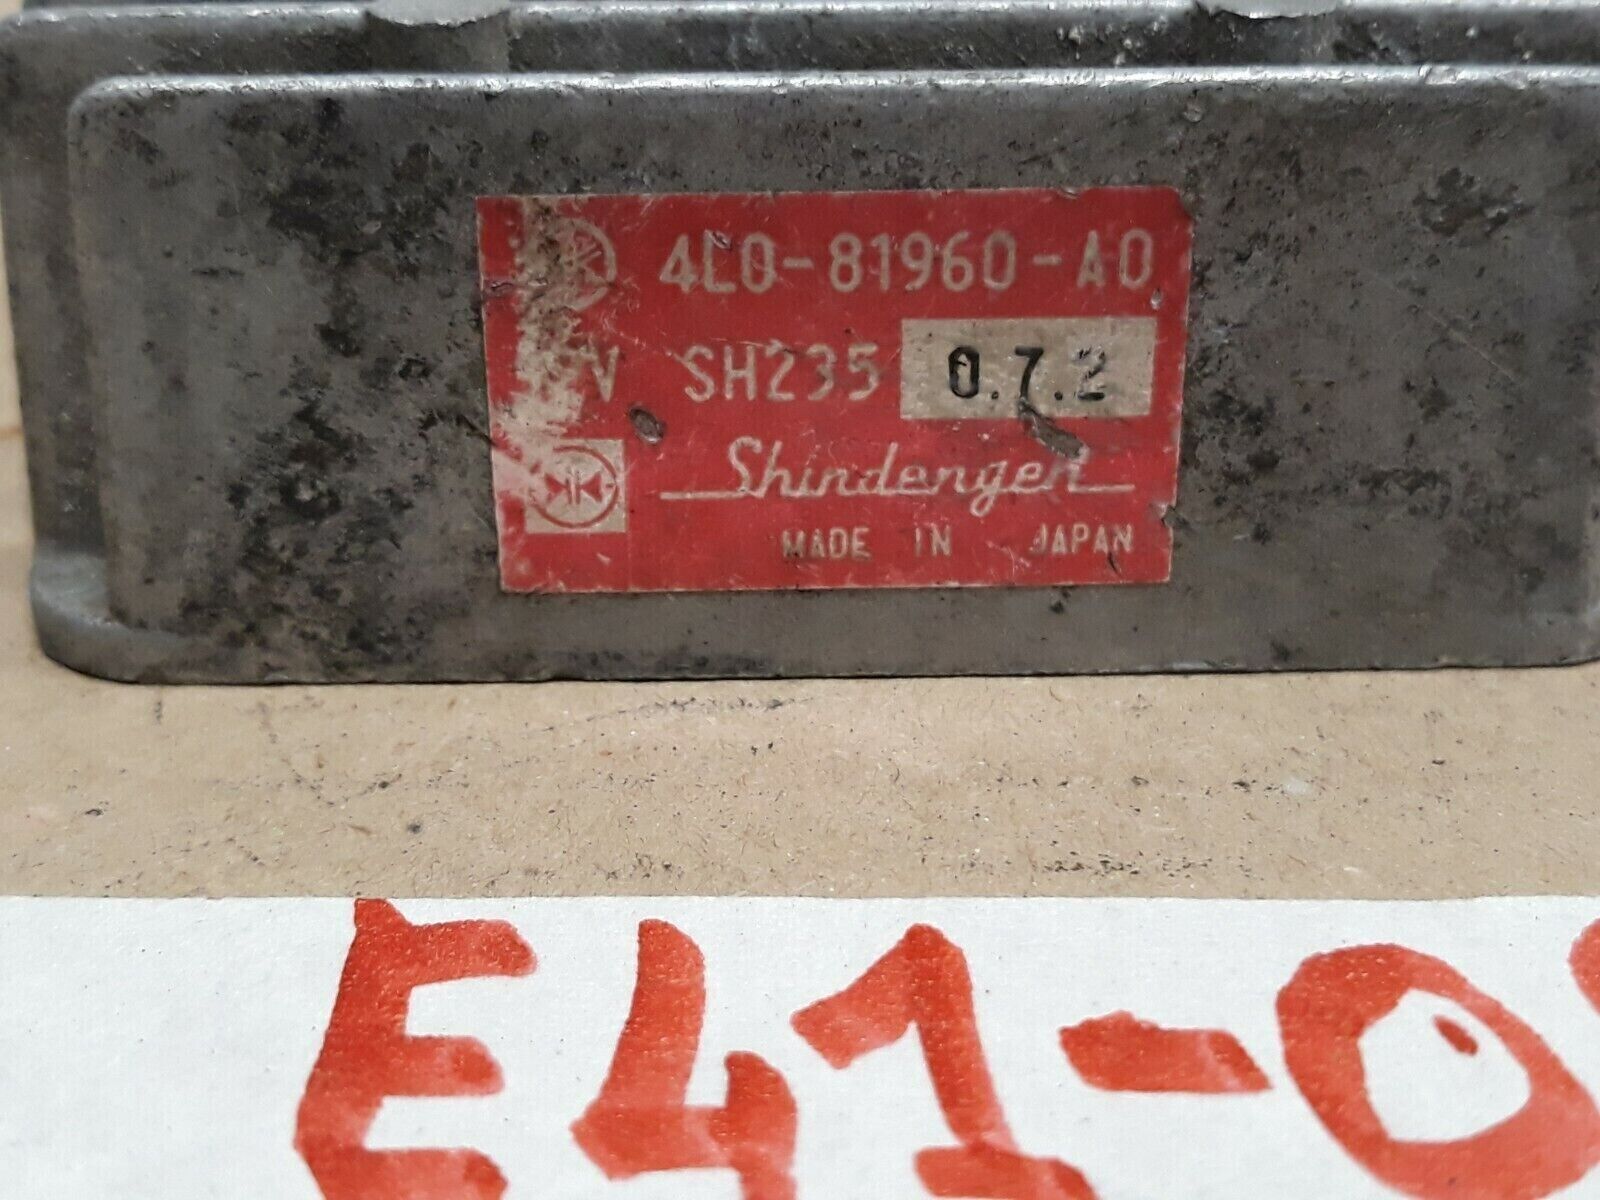 4L0-81960-A0
V SH235 0.7.2
Shindengen
MADE IN JAPAN
E41-0